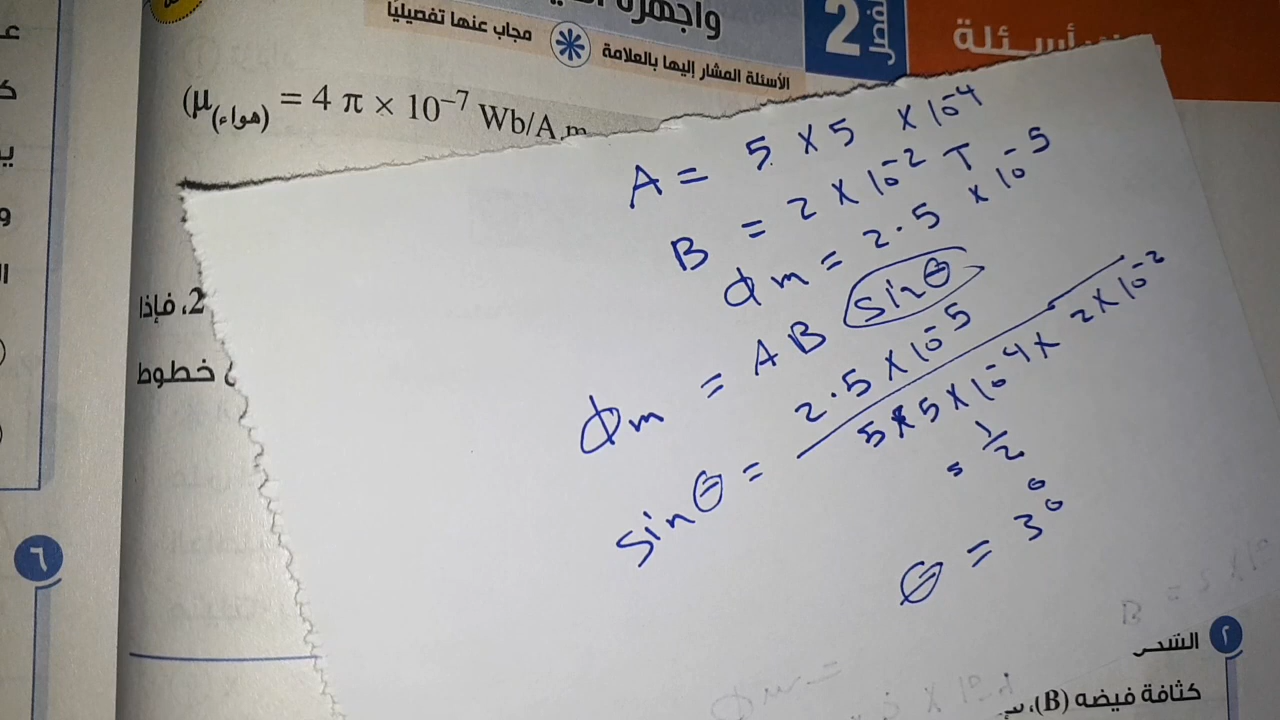 واجهزة
الفصل 2
أسئلة
الأسئلة المشار إليها بالعلامة * مجاب عنها تفصيليًا
(μ(هواء) = 4 π × 10⁻⁷ Wb/A.m
A = 5 × 5 × 10⁻⁴
B = 2 × 10⁻² T
ϕm = 2.5 × 10⁻⁵
ϕm = AB sinθ
sinθ = 2.5 × 10⁻⁵ / 5 × 5 × 10⁻⁴ × 2 × 10⁻²
= 1/2
θ = 30°
2، فإذا
خطوط
٦
٢
كثافة فيضه (B)،